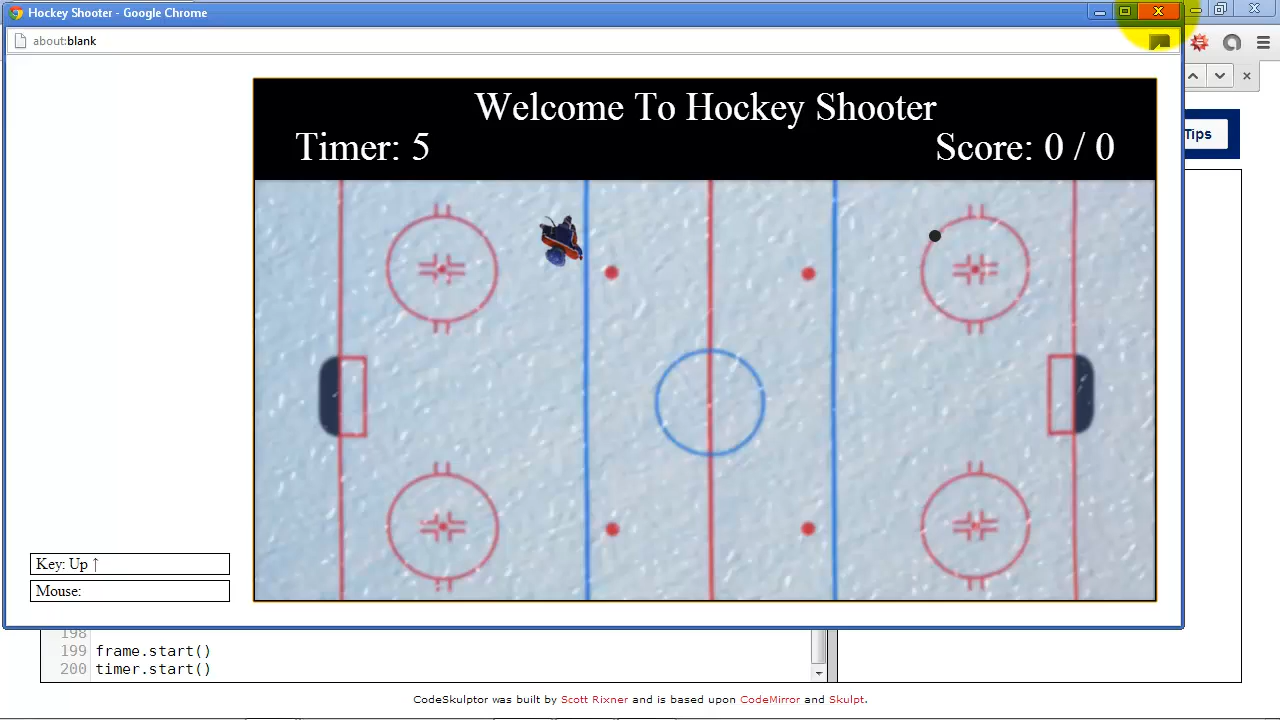 Hockey Shooter - Google Chrome
about:blank
Welcome To Hockey Shooter
Timer: 5
Score: 0 / 0
Tips
Key: Up ↑
Mouse:
198
199 frame.start()
200 timer.start()
CodeSkulptor was built by Scott Rixner and is based upon CodeMirror and Skulpt.